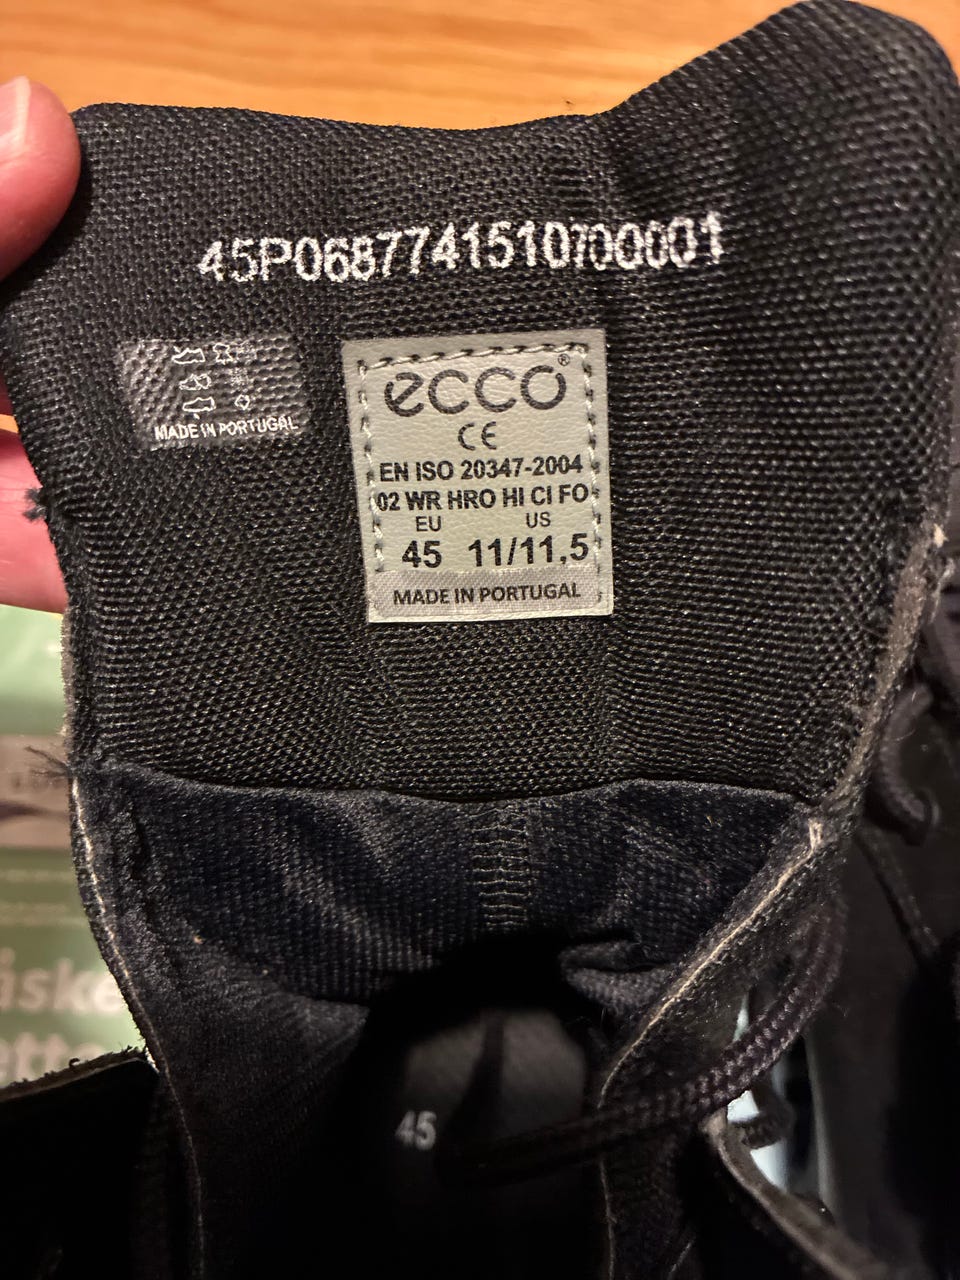 45P0687741510700001
MADE IN PORTUGAL
ecco®
CE
EN ISO 20347-2004
02 WR HRO HI CI FO
EU US
45 11/11,5
MADE IN PORTUGAL
45